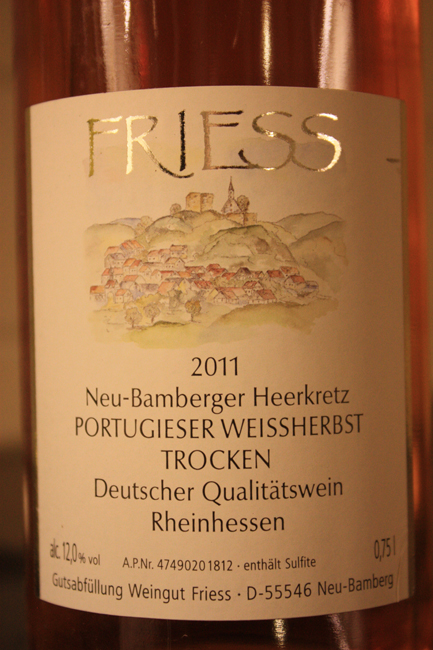 FRIESS
2011
Neu-Bamberger Heerkretz
PORTUGIESER WEISSHERBST
TROCKEN
Deutscher Qualitätswein
Rheinhessen
alc. 12,0 % vol A.P.Nr. 47490201812 · enthält Sulfite 0,75 l
Gutsabfüllung Weingut Friess · D-55546 Neu-Bamberg